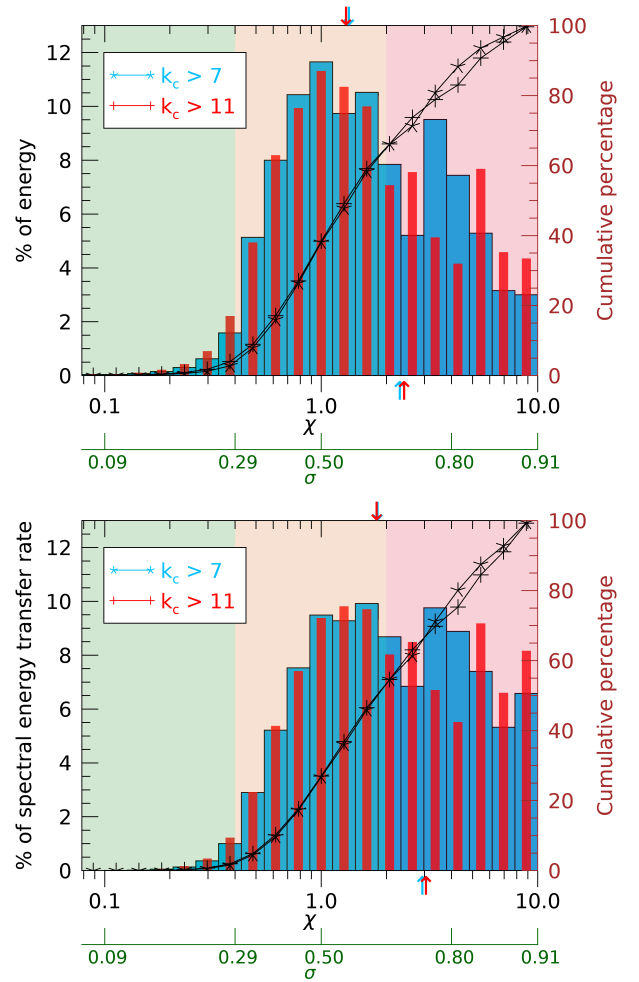 % of energy
Cumulative percentage
12
10
8
6
4
2
0
100
80
60
40
20
0
k_c > 7
k_c > 11
0.1 1.0 10.0
χ
0.09 0.29 0.50 0.80 0.91
σ
% of spectral energy transfer rate
Cumulative percentage
12
10
8
6
4
2
0
100
80
60
40
20
0
k_c > 7
k_c > 11
0.1 1.0 10.0
χ
0.09 0.29 0.50 0.80 0.91
σ